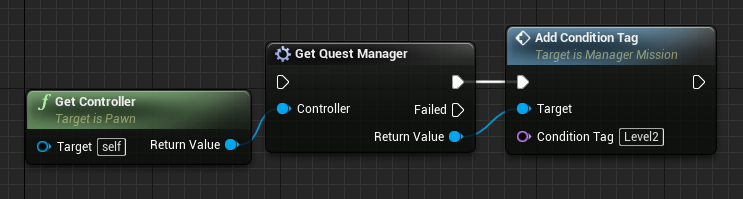 Get Controller
Target is Pawn
Target self
Return Value
Get Quest Manager
Controller
Failed
Return Value
Add Condition Tag
Target is Manager Mission
Target
Condition Tag Level2